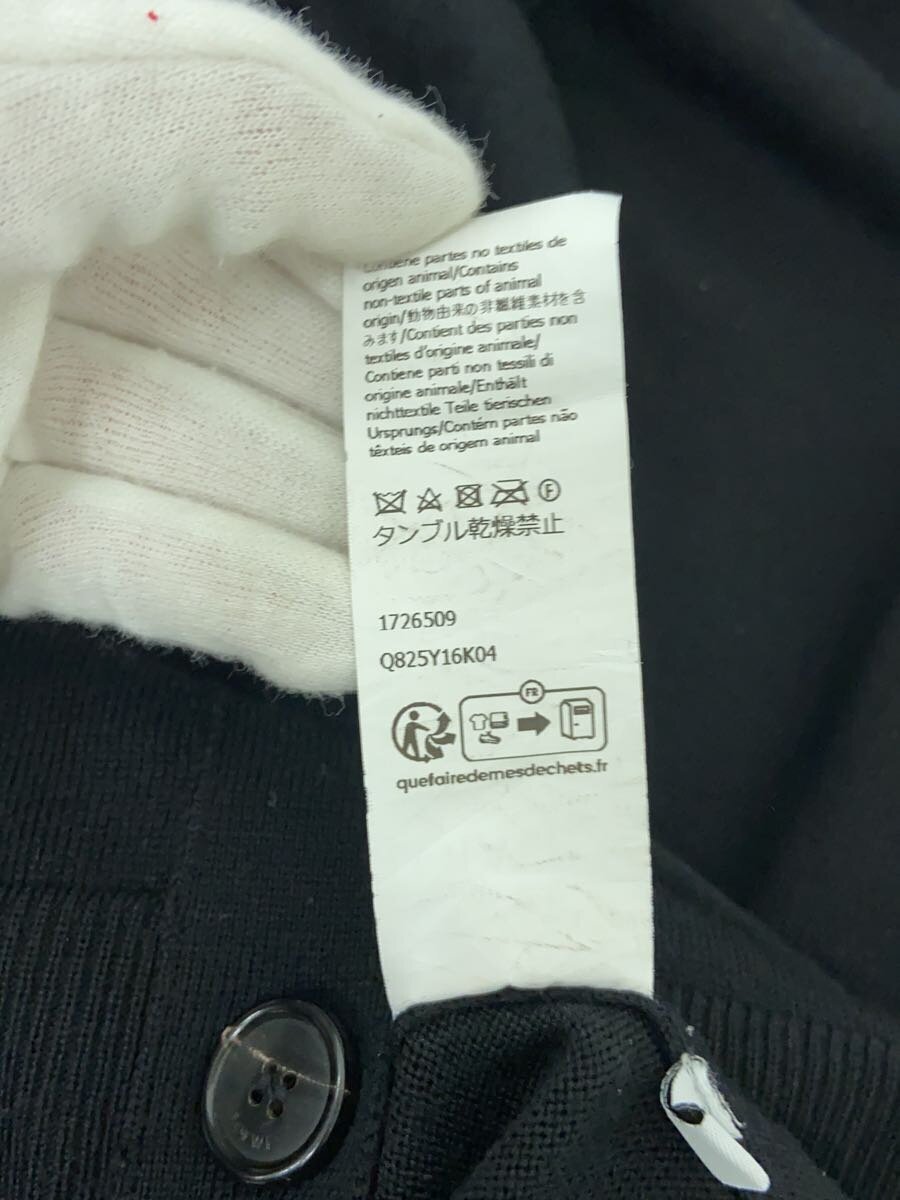 Contiene partes no textiles de
origen animal/Contains
non-textile parts of animal
origin/動物由来の非繊維素材を含
みます/Contient des parties non
textiles d'origine animale/
Contiene parti non tessili di
origine animale/Enthält
nichttextile Teile tierischen
Ursprungs/Contém partes não
têxteis de origem animal
F
タンブル乾燥禁止
1726509
Q825Y16K04
FR
quefairedemesdechets.fr